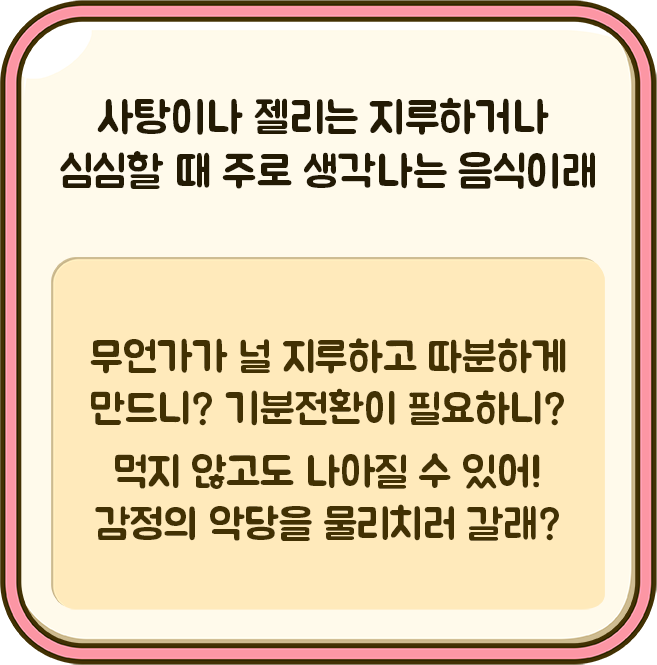 사탕이나 젤리는 지루하거나
심심할 때 주로 생각나는 음식이래
무언가가 널 지루하고 따분하게
만드니? 기분전환이 필요하니?
먹지 않고도 나아질 수 있어!
감정의 악당을 물리치러 갈래?